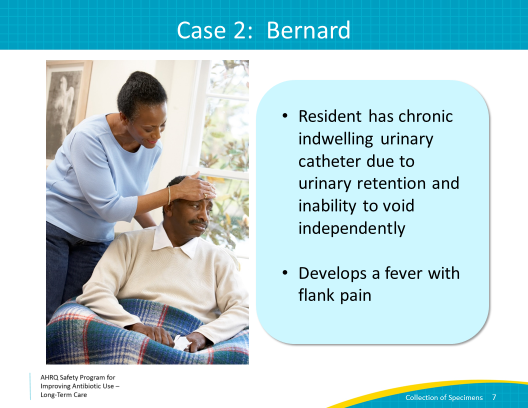 Case 2:  Bernard
• Resident has chronic
indwelling urinary
catheter due to
urinary retention and
inability to void
independently
• Develops a fever with
flank pain
AHRQ Safety Program for
Improving Antibiotic Use –
Long-Term Care
Collection of Specimens 7